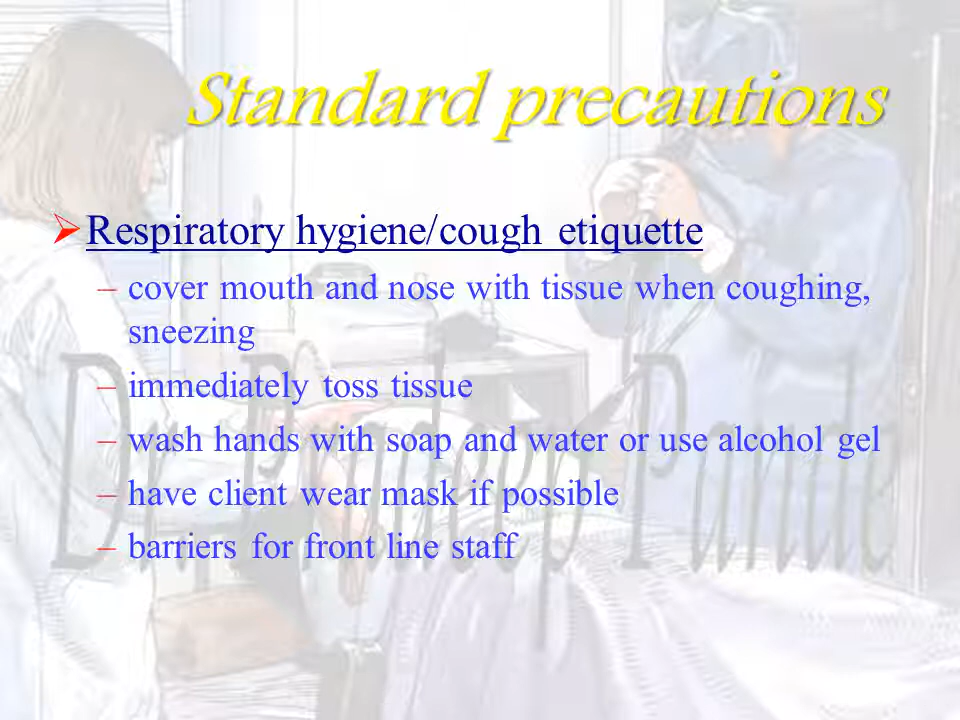 Standard precautions
➢Respiratory hygiene/cough etiquette
– cover mouth and nose with tissue when coughing,
sneezing
– immediately toss tissue
– wash hands with soap and water or use alcohol gel
– have client wear mask if possible
– barriers for front line staff